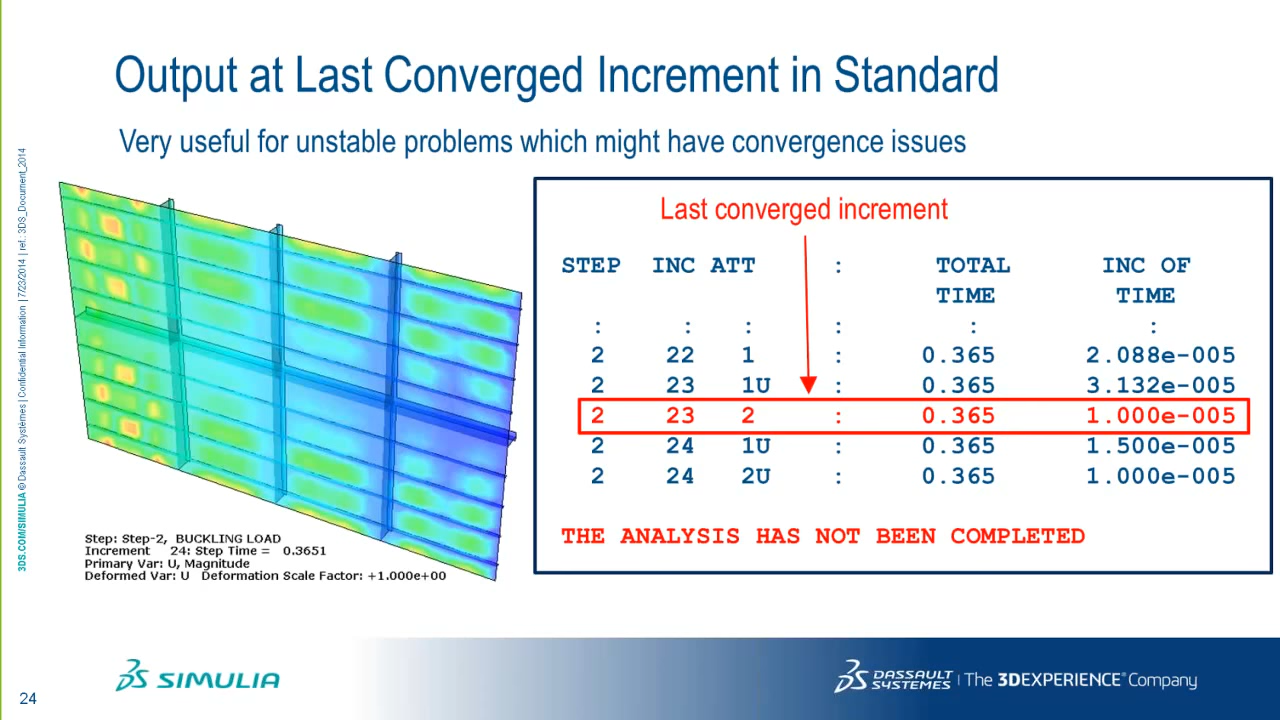 Output at Last Converged Increment in Standard
Very useful for unstable problems which might have convergence issues
3DS.COM/SIMULIA © Dassault Systèmes | Confidential Information | 7/23/2014 | ref.: 3DS_Document_2014
Step: Step-2, BUCKLING LOAD
Increment 24: Step Time = 0.3651
Primary Var: U, Magnitude
Deformed Var: U Deformation Scale Factor: +1.000e+00
Last converged increment
STEP INC ATT : TOTAL INC OF
TIME TIME
: : : : : :
2 22 1 : 0.365 2.088e-005
2 23 1U : 0.365 3.132e-005
2 23 2 : 0.365 1.000e-005
2 24 1U : 0.365 1.500e-005
2 24 2U : 0.365 1.000e-005
THE ANALYSIS HAS NOT BEEN COMPLETED
24
SIMULIA
DASSAULT SYSTEMES | The 3DEXPERIENCE® Company